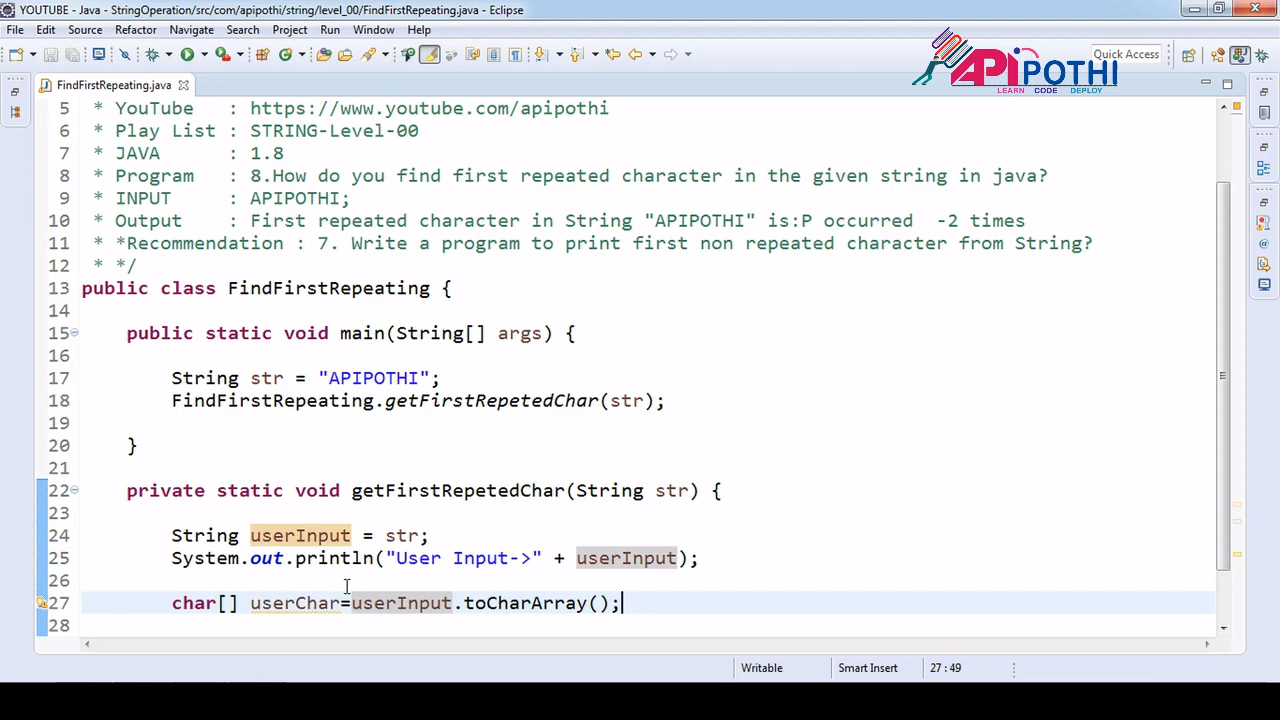 YOUTUBE - Java - StringOperation/src/com/apipothi/string/level_00/FindFirstRepeating.java - Eclipse
File Edit Source Refactor Navigate Search Project Run Window Help
Quick Access
APIPOTHI
LEARN CODE DEPLOY
FindFirstRepeating.java
5 * YouTube : https://www.youtube.com/apipothi
6 * Play List : STRING-Level-00
7 * JAVA : 1.8
8 * Program : 8.How do you find first repeated character in the given string in java?
9 * INPUT : APIPOTHI;
10 * Output : First repeated character in String "APIPOTHI" is:P occurred -2 times
11 * *Recommendation : 7. Write a program to print first non repeated character from String?
12 * */
13 public class FindFirstRepeating {
14
15 public static void main(String[] args) {
16
17 String str = "APIPOTHI";
18 FindFirstRepeating.getFirstRepetedChar(str);
19
20 }
21
22 private static void getFirstRepetedChar(String str) {
23
24 String userInput = str;
25 System.out.println("User Input->" + userInput);
26
27 char[] userChar=userInput.toCharArray();
28
Writable Smart Insert 27 : 49